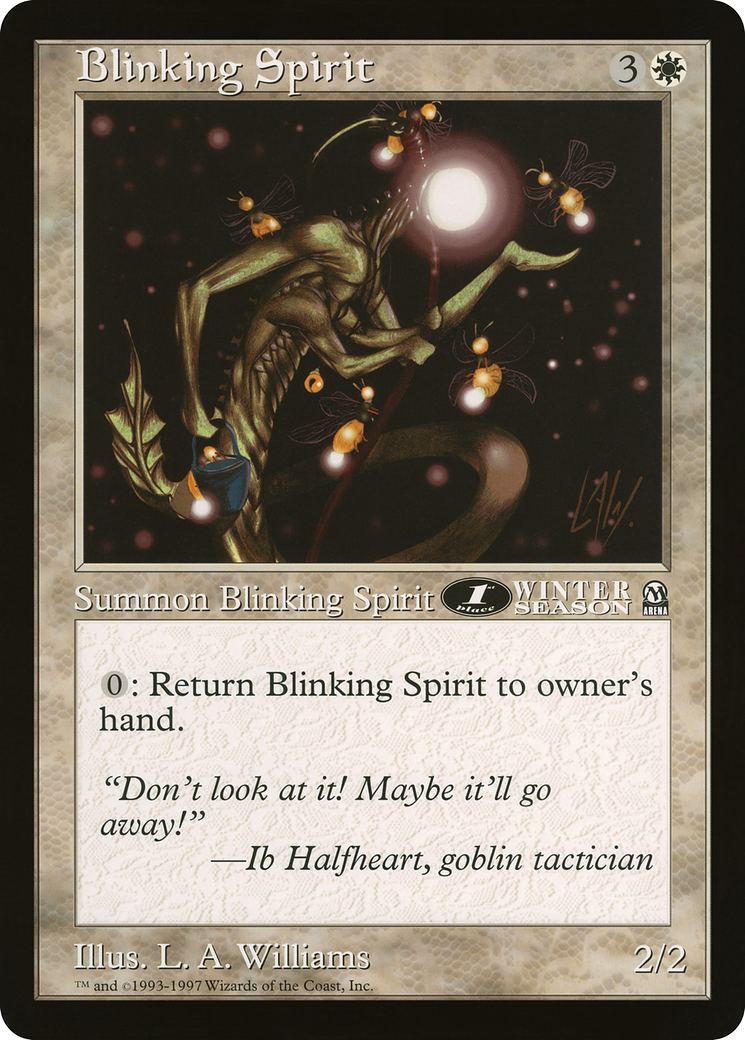 Blinking Spirit 3
L.A.W.
Summon Blinking Spirit 1st place WINTER SEASON M ARENA
0: Return Blinking Spirit to owner's
hand.
“Don't look at it! Maybe it'll go
away!”
—Ib Halfheart, goblin tactician
Illus. L. A. Williams 2/2
™ and ©1993-1997 Wizards of the Coast, Inc.